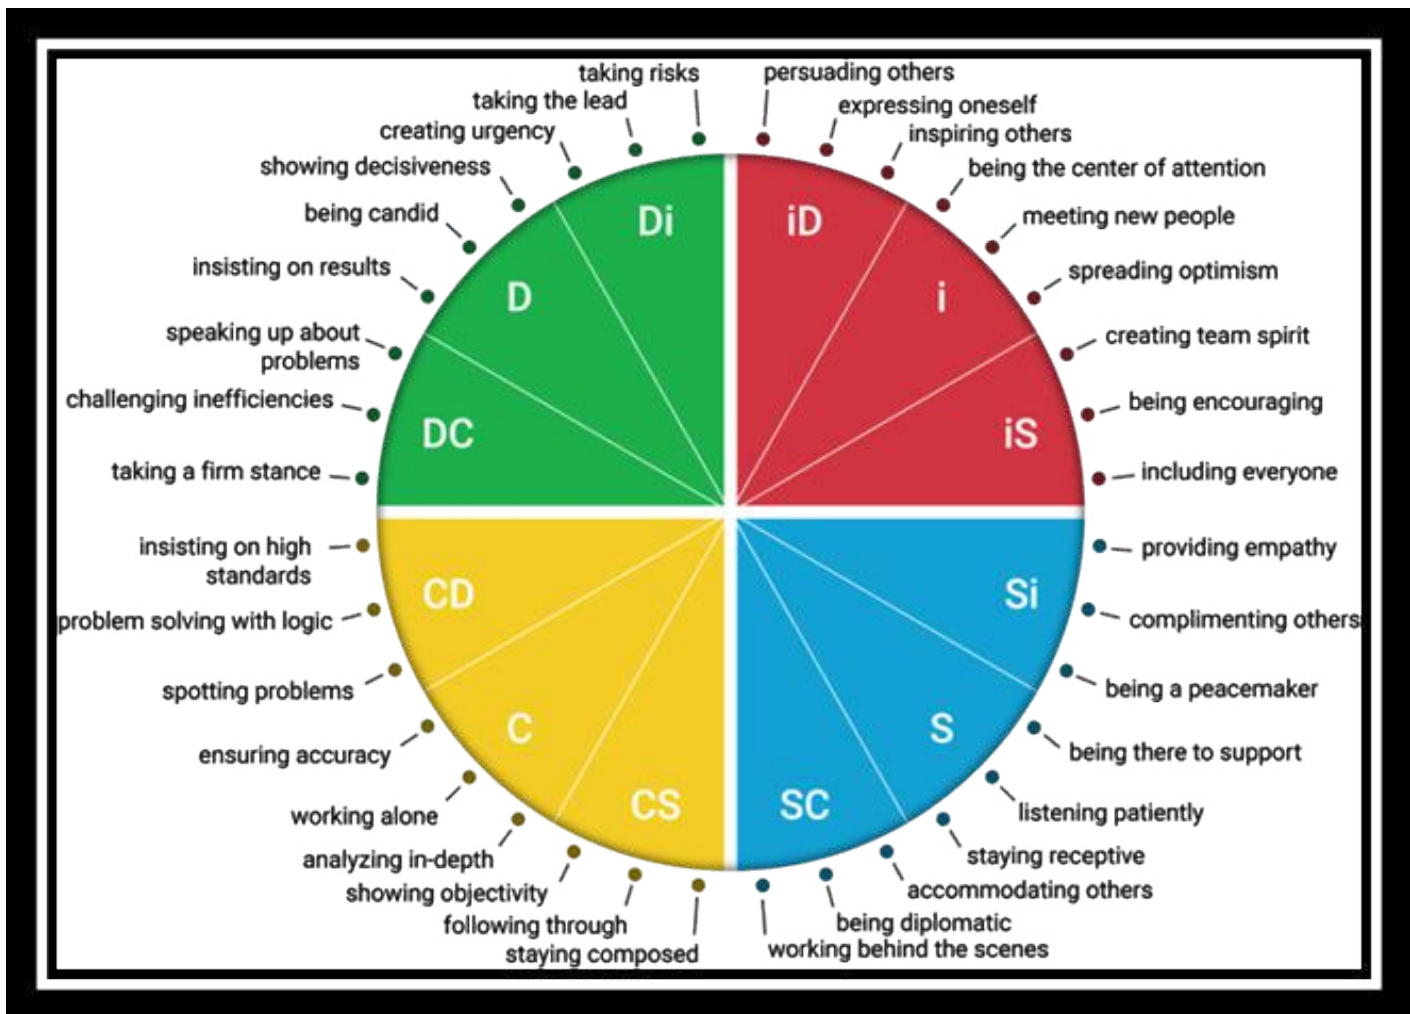 taking risks
persuading others
taking the lead
expressing oneself
creating urgency
inspiring others
showing decisiveness
being the center of attention
being candid
meeting new people
insisting on results
spreading optimism
speaking up about
problems
creating team spirit
challenging inefficiencies
being encouraging
taking a firm stance
including everyone
Di
iD
D
i
DC
iS
CD
Si
C
S
CS
SC
insisting on high
standards
providing empathy
problem solving with logic
complimenting others
spotting problems
being a peacemaker
ensuring accuracy
being there to support
working alone
listening patiently
analyzing in-depth
staying receptive
showing objectivity
accommodating others
following through
being diplomatic
staying composed
working behind the scenes